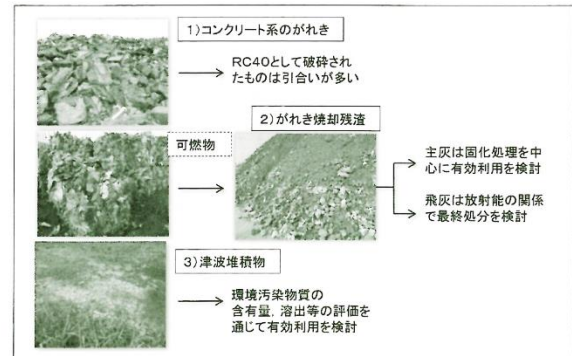 1)コンクリート系のがれき
RC40として破砕され
たものは引合いが多い
2)がれき焼却残渣
可燃物
主灰は固化処理を中
心に有効利用を検討
飛灰は放射能の関係
で最終処分を検討
3)津波堆積物
環境汚染物質の
含有量,溶出等の評価を
通じて有効利用を検討